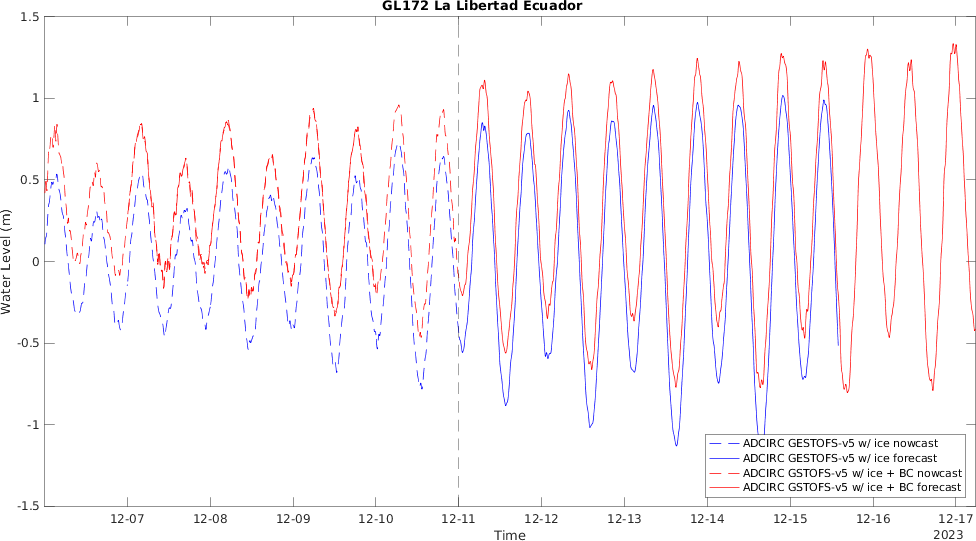 GL172 La Libertad Ecuador
1.5
1
0.5
0
-0.5
-1
-1.5
Water Level (m)
ADCIRC GESTOFS-v5 w/ ice nowcast
ADCIRC GESTOFS-v5 w/ ice forecast
ADCIRC GSTOFS-v5 w/ ice + BC nowcast
ADCIRC GSTOFS-v5 w/ ice + BC forecast
12-07 12-08 12-09 12-10 12-11 12-12 12-13 12-14 12-15 12-16 12-17
Time
2023